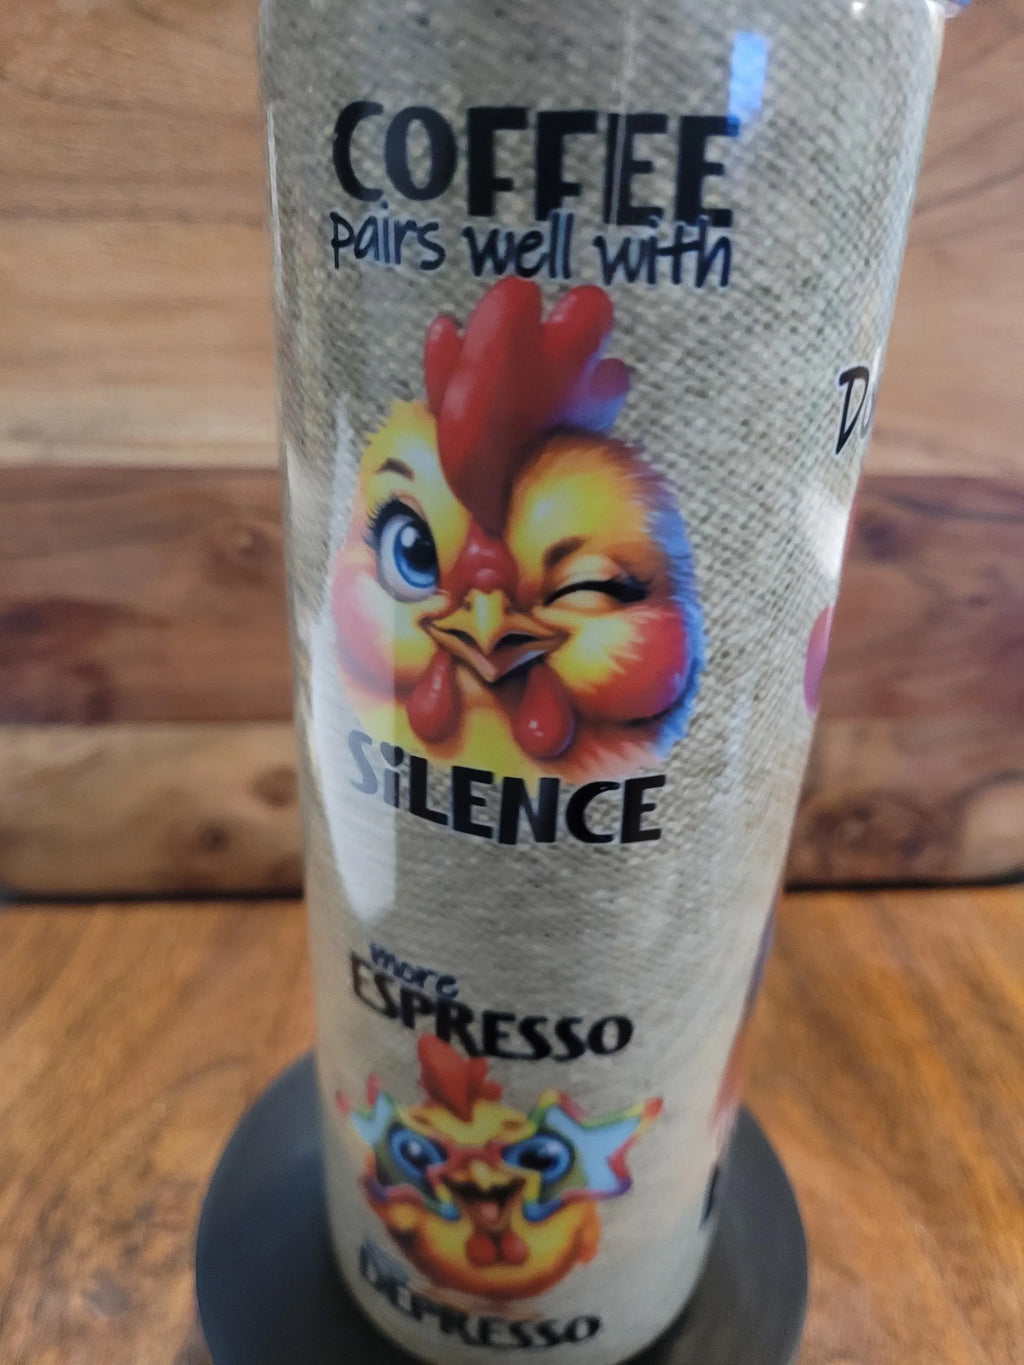 COFFEE
pairs well with
SiLENCE
more
ESPRESSO
DEPRESSO